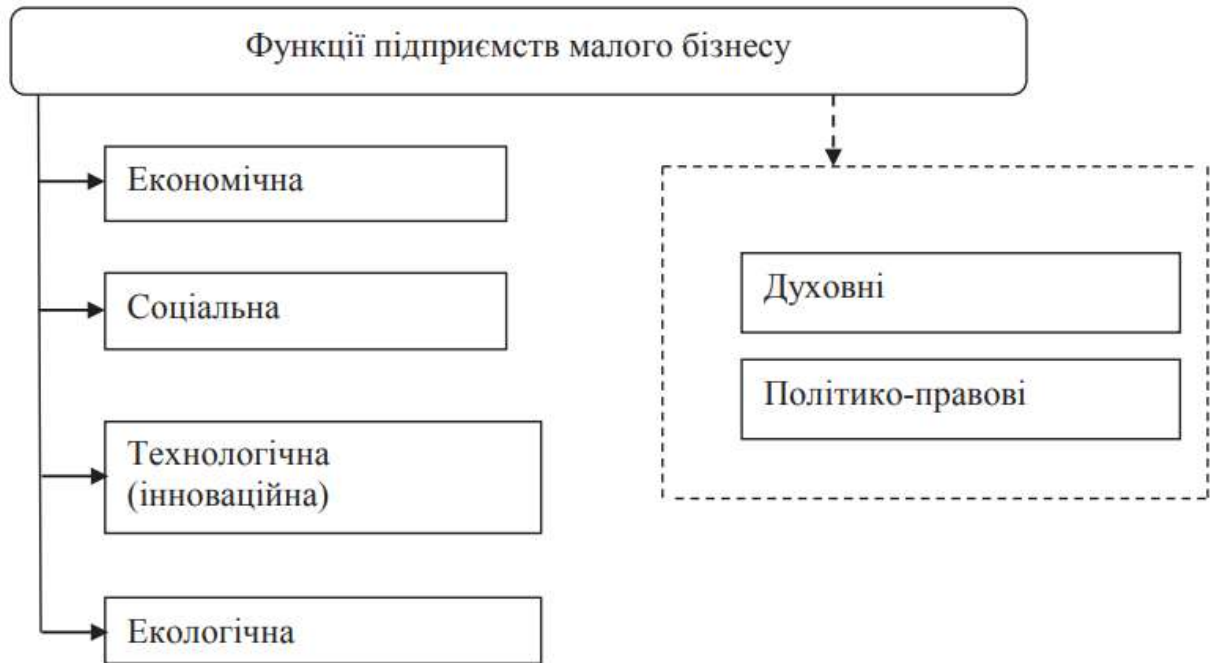 Функції підприємств малого бізнесу
Економічна
Соціальна
Технологічна
(інноваційна)
Екологічна
Духовні
Політико-правові